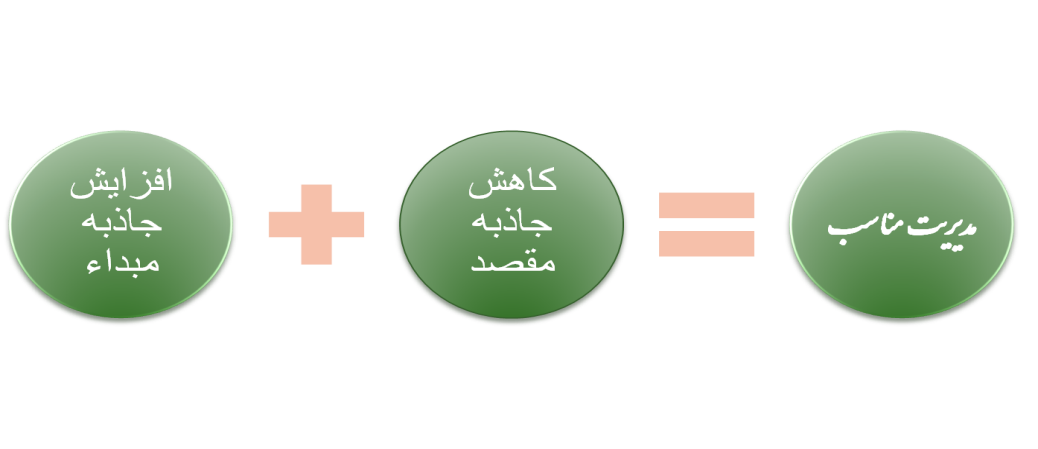 افزایش
جاذبه
مبداء
کاهش
جاذبه
مقصد
مدیریت مناسب